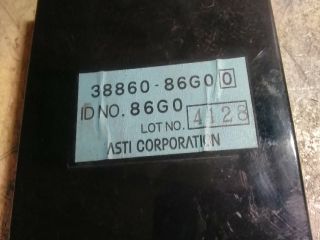 38860-86G00
ID NO. 86G0
LOT NO. 4128
ASTI CORPORATION